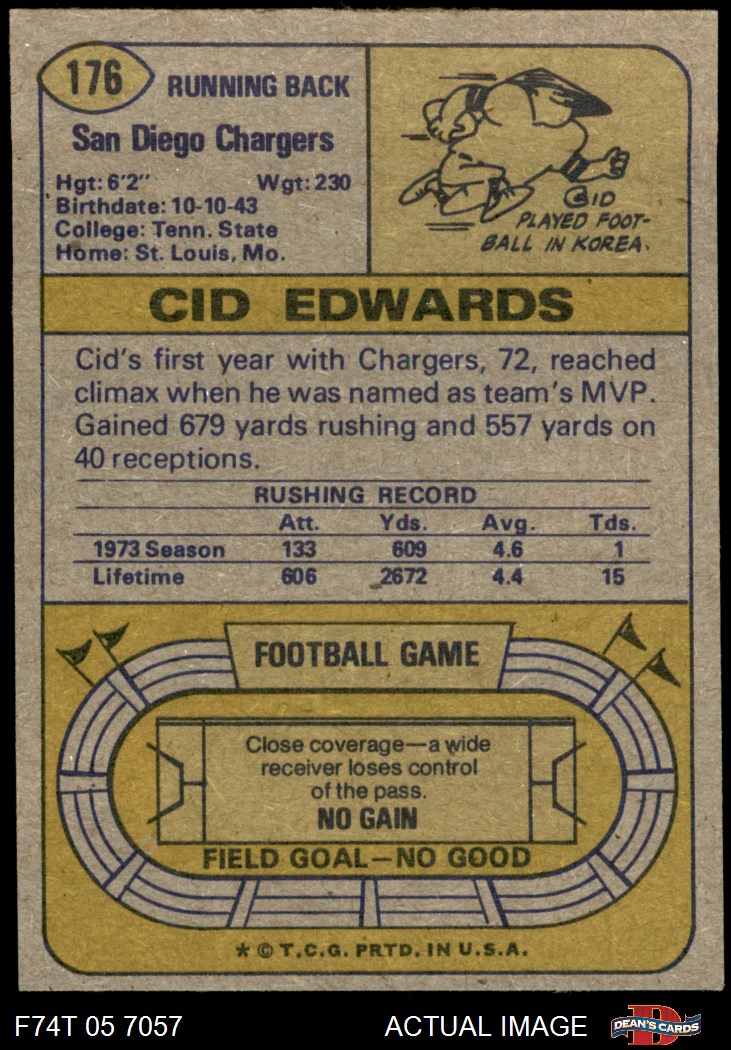 176
RUNNING BACK
San Diego Chargers
Hgt: 6'2" Wgt: 230
Birthdate: 10-10-43
College: Tenn. State
Home: St. Louis, Mo.
CID
PLAYED FOOT-
BALL IN KOREA.
CID EDWARDS
Cid's first year with Chargers, 72, reached
climax when he was named as team's MVP.
Gained 679 yards rushing and 557 yards on
40 receptions.
RUSHING RECORD
Att. Yds. Avg. Tds.
1973 Season 133 609 4.6 1
Lifetime 606 2672 4.4 15
FOOTBALL GAME
Close coverage—a wide
receiver loses control
of the pass.
NO GAIN
FIELD GOAL—NO GOOD
* © T.C.G. PRTD. IN U.S.A.
F74T 05 7057 ACTUAL IMAGE
D
DEAN'S CARDS